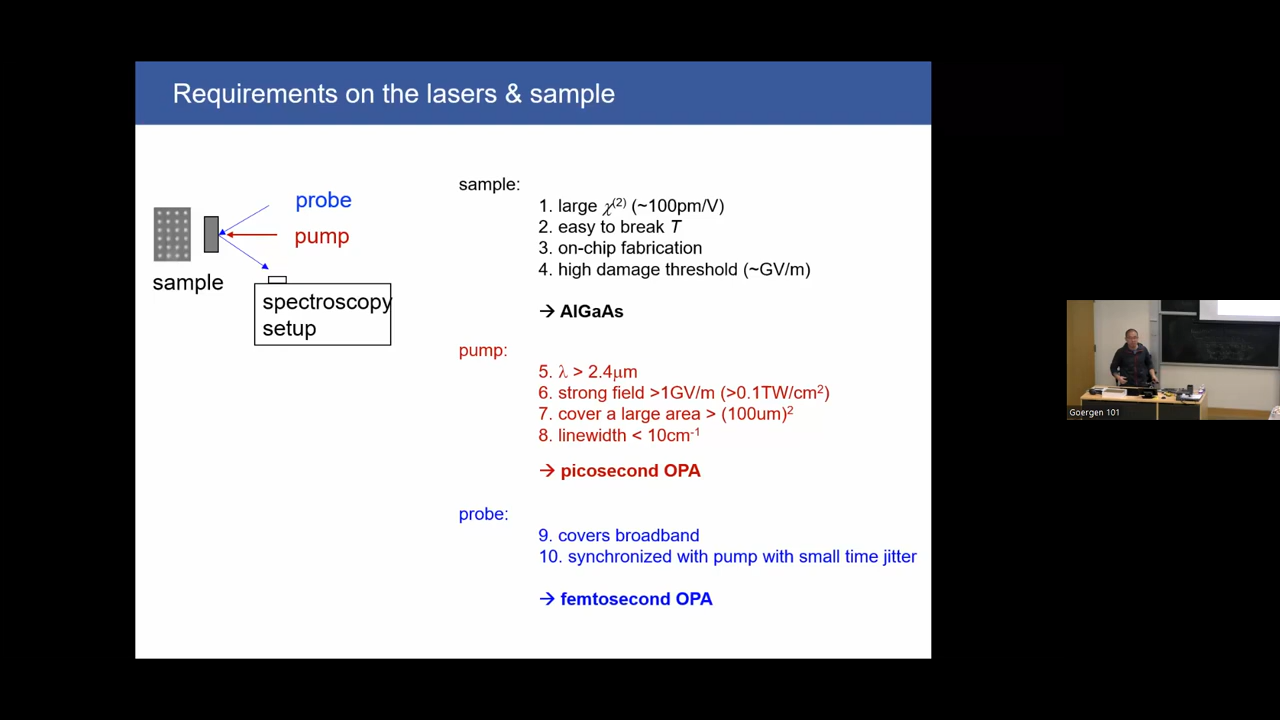 Requirements on the lasers & sample
probe
pump
sample
spectroscopy
setup
sample:
1. large χ(2) (~100pm/V)
2. easy to break T
3. on-chip fabrication
4. high damage threshold (~GV/m)
→ AlGaAs
pump:
5. λ > 2.4μm
6. strong field >1GV/m (>0.1TW/cm2)
7. cover a large area > (100um)2
8. linewidth < 10cm-1
→ picosecond OPA
probe:
9. covers broadband
10. synchronized with pump with small time jitter
→ femtosecond OPA
Goergen 101